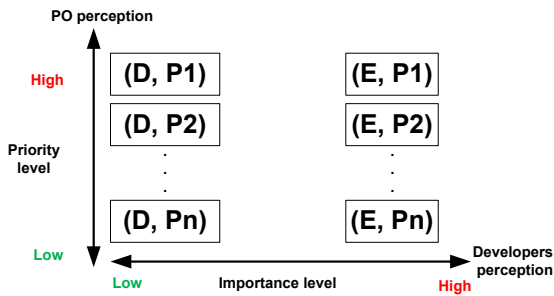 PO perception
High
(D, P1)
(E, P1)
(D, P2)
(E, P2)
Priority
level
.
.
.
.
.
.
(D, Pn)
(E, Pn)
Low
Low
Importance level
High
Developers
perception